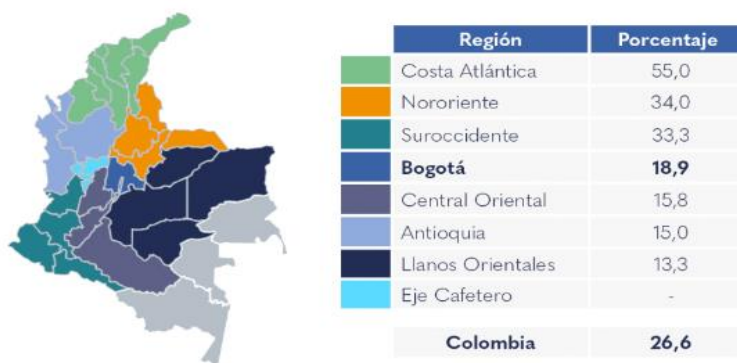 Región Porcentaje
Costa Atlántica 55,0
Nororiente 34,0
Suroccidente 33,3
Bogotá 18,9
Central Oriental 15,8
Antioquia 15,0
Llanos Orientales 13,3
Eje Cafetero -
Colombia 26,6